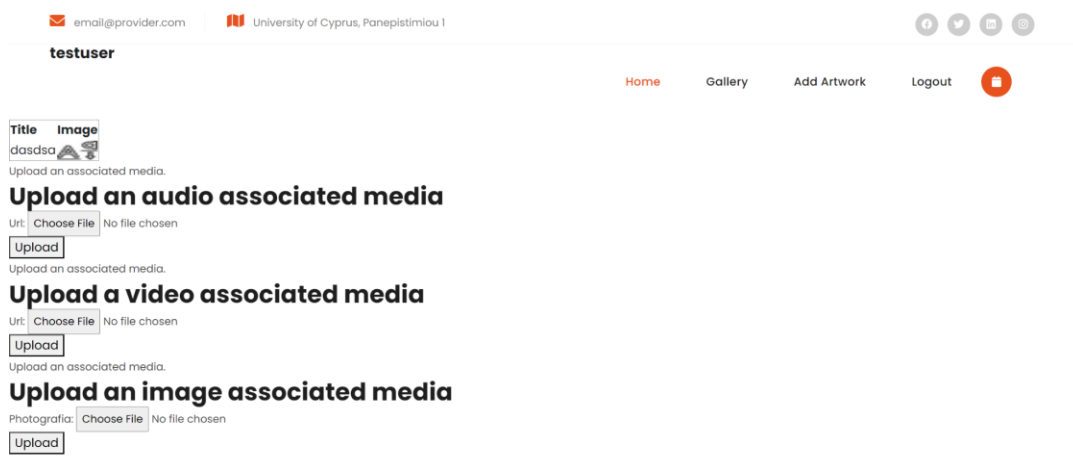 email@provider.com University of Cyprus, Panepistimiou 1
testuser
Home Gallery Add Artwork Logout
Title Image
dasdsa
Upload an associated media.
Upload an audio associated media
Url: Choose File No file chosen
Upload
Upload an associated media.
Upload a video associated media
Url: Choose File No file chosen
Upload
Upload an associated media.
Upload an image associated media
Photografia: Choose File No file chosen
Upload